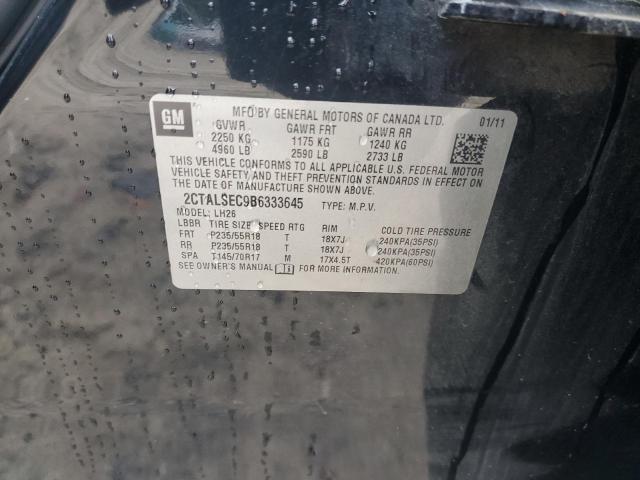 GM
MFD BY GENERAL MOTORS OF CANADA LTD. 01/11
GVWR GAWR FRT GAWR RR
2250 KG 1175 KG 1240 KG
4960 LB 2590 LB 2733 LB
THIS VEHICLE CONFORMS TO ALL APPLICABLE U.S. FEDERAL MOTOR
VEHICLE SAFETY AND THEFT PREVENTION STANDARDS IN EFFECT
ON THE DATE OF MANUFACTURE SHOWN ABOVE.
2CTALSEC9B6333645 TYPE: M.P.V.
MODEL: LH26
LBBR TIRE SIZE SPEED RTG RIM COLD TIRE PRESSURE
FRT P235/55R18 T 18X7J 240KPA(35PSI)
RR P235/55R18 T 18X7J 240KPA(35PSI)
SPA T145/70R17 M 17X4.5T 420KPA(60PSI)
SEE OWNER'S MANUAL FOR MORE INFORMATION.